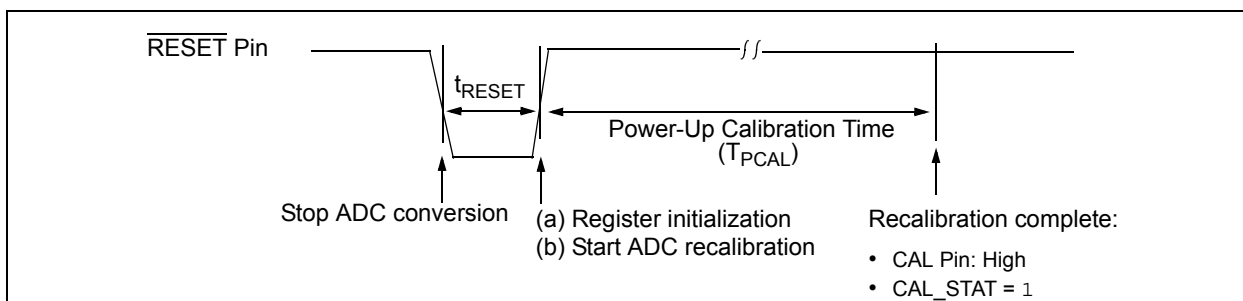 RESET Pin
tRESET
Power-Up Calibration Time
(TPCAL)
Stop ADC conversion
(a) Register initialization
(b) Start ADC recalibration
Recalibration complete:
• CAL Pin: High
• CAL_STAT = 1